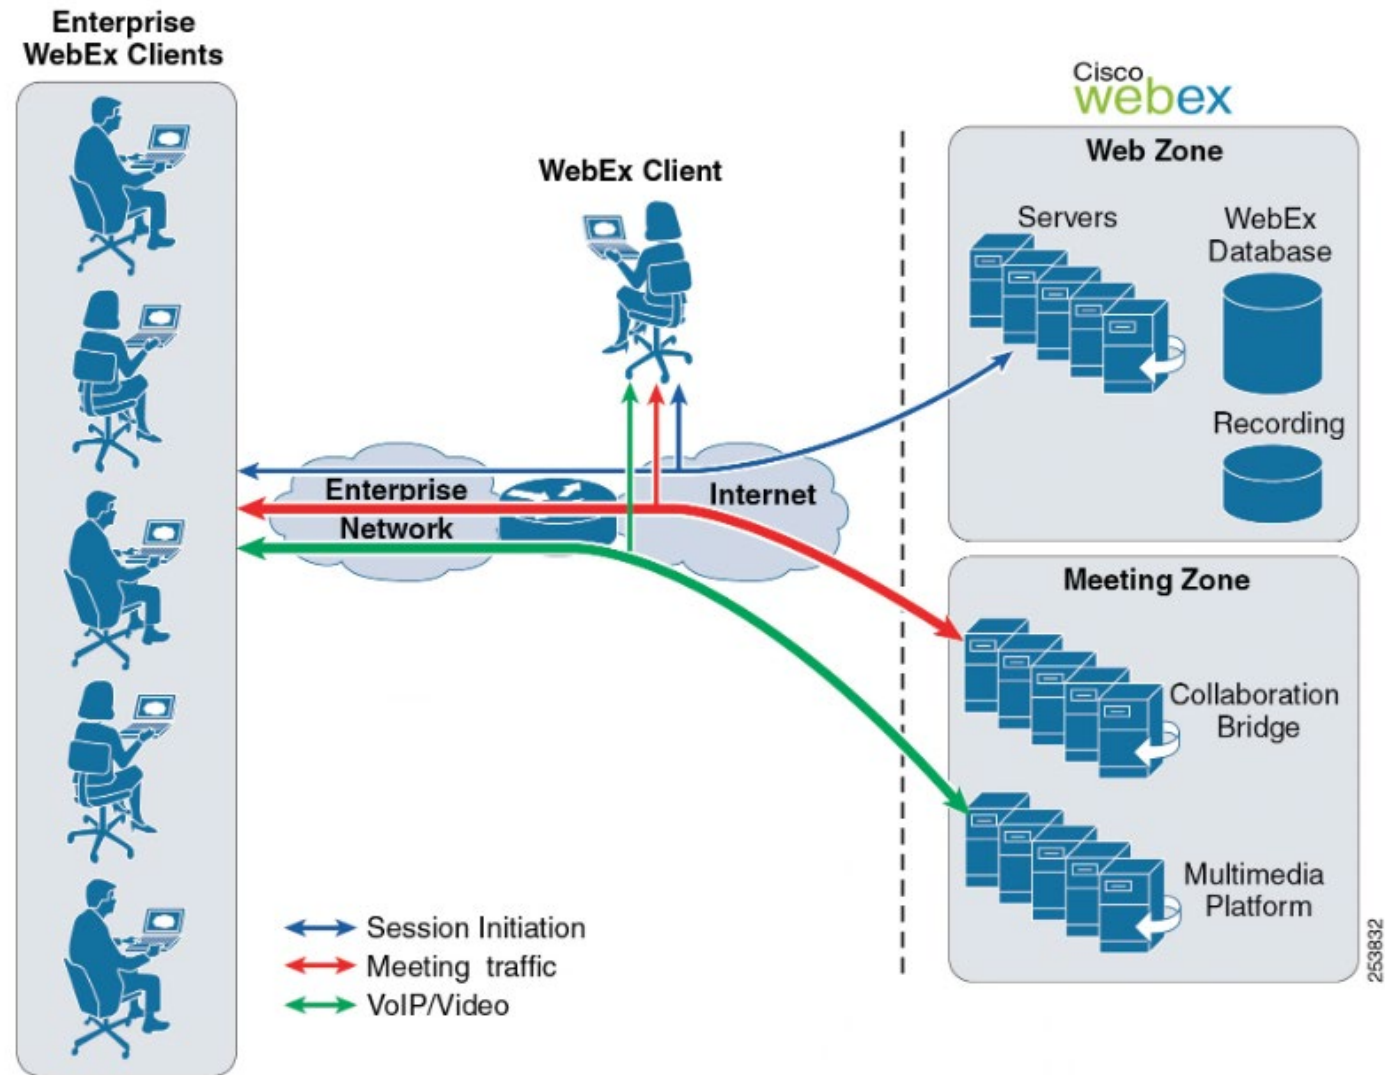 Enterprise
WebEx Clients
WebEx Client
Cisco
webex
Web Zone
Servers
WebEx
Database
Recording
Enterprise
Network
Internet
Meeting Zone
Collaboration
Bridge
Multimedia
Platform
Session Initiation
Meeting traffic
VoIP/Video
253832